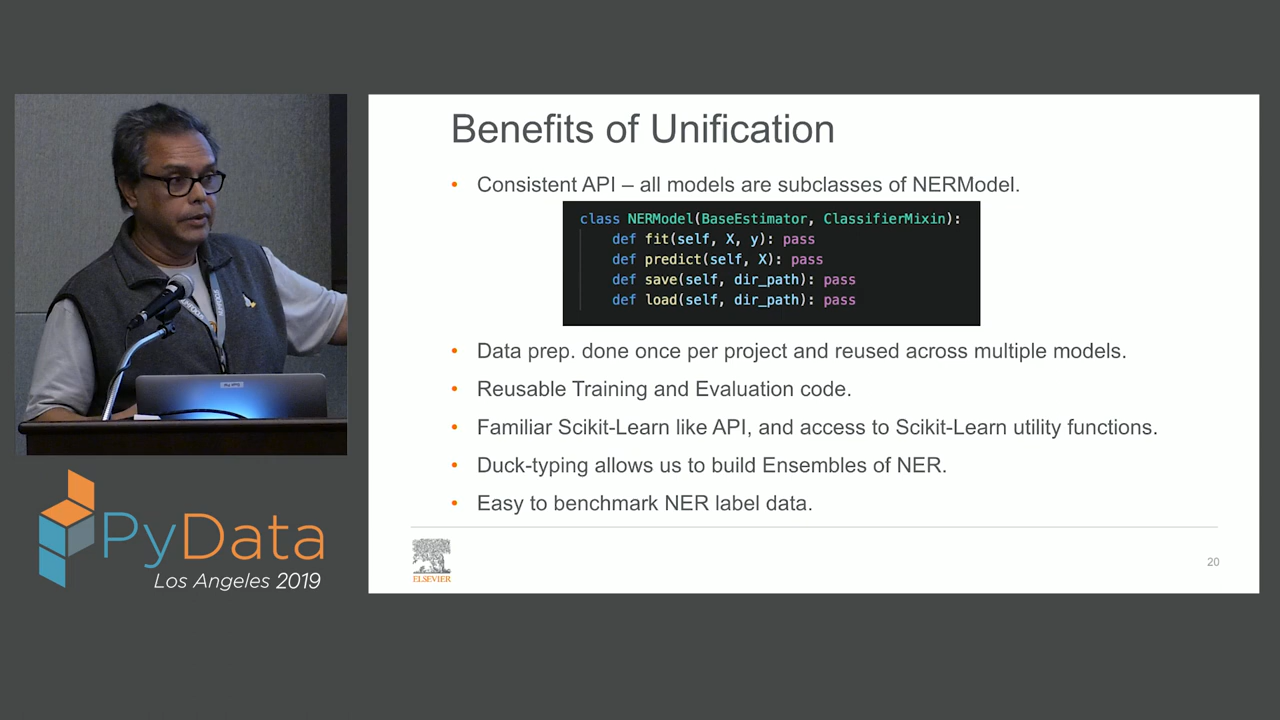 Benefits of Unification
• Consistent API – all models are subclasses of NERModel.
class NERModel(BaseEstimator, ClassifierMixin):
def fit(self, X, y): pass
def predict(self, X): pass
def save(self, dir_path): pass
def load(self, dir_path): pass
• Data prep. done once per project and reused across multiple models.
• Reusable Training and Evaluation code.
• Familiar Scikit-Learn like API, and access to Scikit-Learn utility functions.
• Duck-typing allows us to build Ensembles of NER.
• Easy to benchmark NER label data.
ELSEVIER
20
PyData
Los Angeles 2019